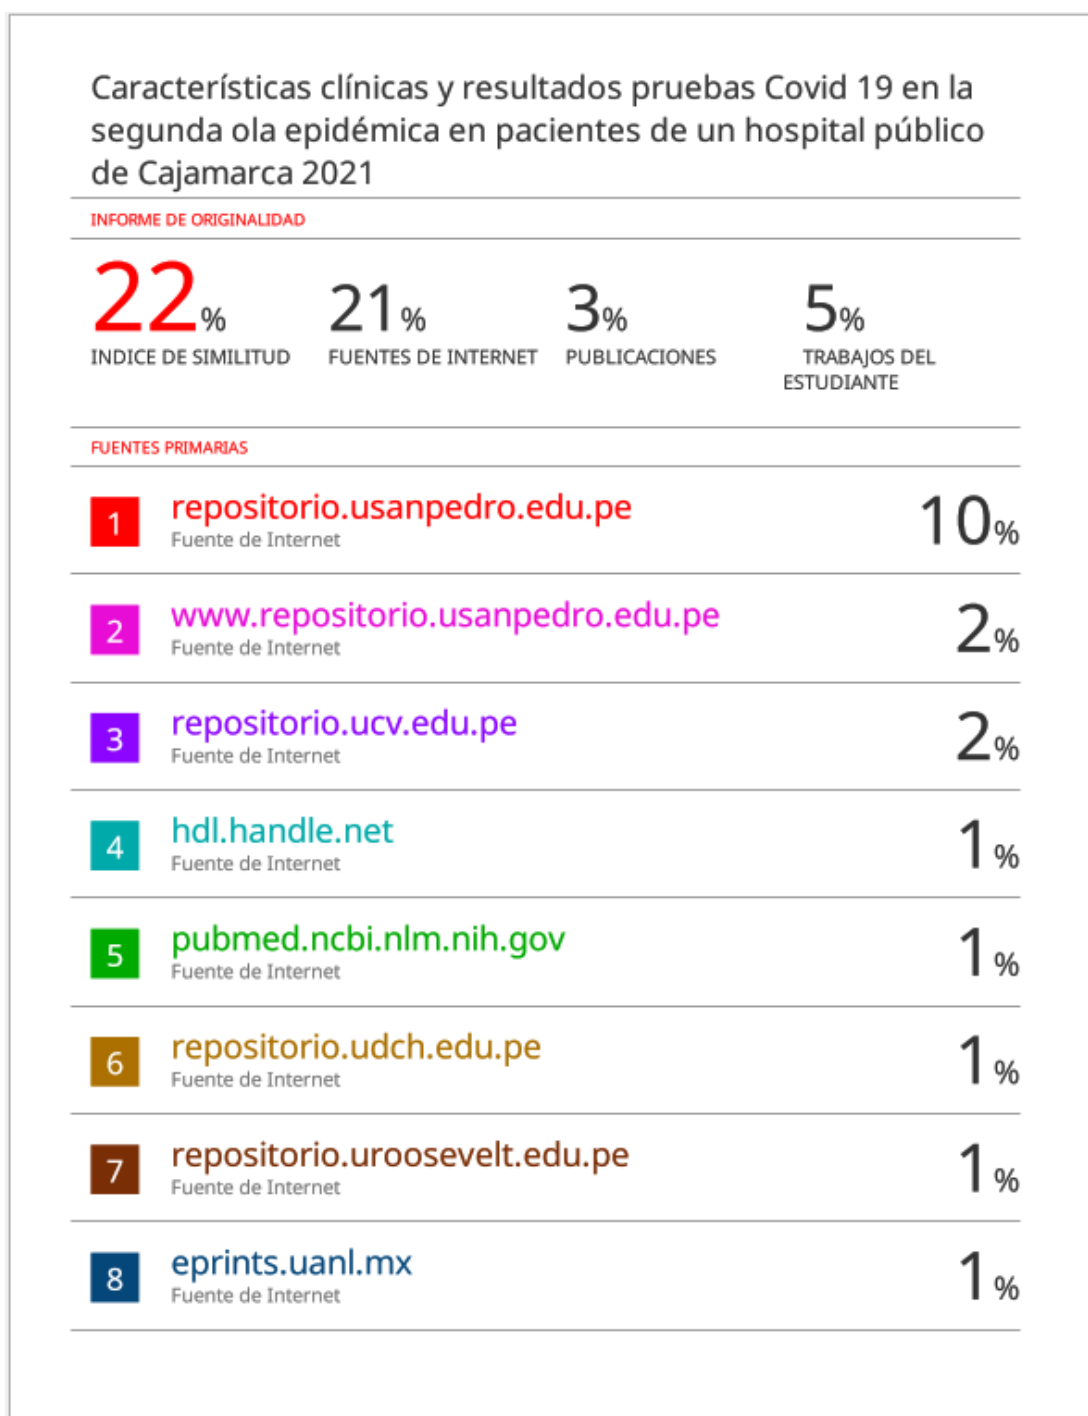 Características clínicas y resultados pruebas Covid 19 en la
segunda ola epidémica en pacientes de un hospital público
de Cajamarca 2021
INFORME DE ORIGINALIDAD
22%
INDICE DE SIMILITUD
21%
FUENTES DE INTERNET
3%
PUBLICACIONES
5%
TRABAJOS DEL
ESTUDIANTE
FUENTES PRIMARIAS
1
repositorio.usanpedro.edu.pe
Fuente de Internet
10%
2
www.repositorio.usanpedro.edu.pe
Fuente de Internet
2%
3
repositorio.ucv.edu.pe
Fuente de Internet
2%
4
hdl.handle.net
Fuente de Internet
1%
5
pubmed.ncbi.nlm.nih.gov
Fuente de Internet
1%
6
repositorio.udch.edu.pe
Fuente de Internet
1%
7
repositorio.uroosevelt.edu.pe
Fuente de Internet
1%
8
eprints.uanl.mx
Fuente de Internet
1%